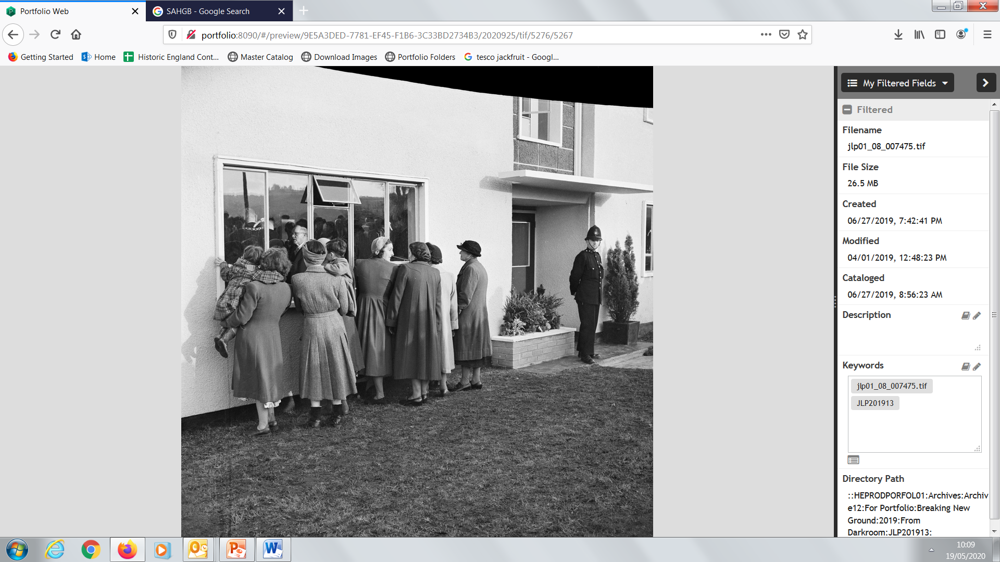 Portfolio Web
SAHGB - Google Search
portfolio:8090/#/preview/9E5A3DED-7781-EF45-F1B6-3C33BD2734B3/2020925/tif/5276/5267
Getting Started
Home
Historic England Cont...
Master Catalog
Download Images
Portfolio Folders
tesco jackfruit - Googl...
My Filtered Fields
Filtered
Filename
jlp01_08_007475.tif
File Size
26.5 MB
Created
06/27/2019, 7:42:41 PM
Modified
04/01/2019, 12:48:23 PM
Cataloged
06/27/2019, 8:56:23 AM
Description
Keywords
jlp01_08_007475.tif
JLP201913
Directory Path
::HEPRODPORFOL01:Archives:Archiv
e12:For Portfolio:Breaking New
Ground:2019:From
Darkroom:JLP201913:
10:09
19/05/2020